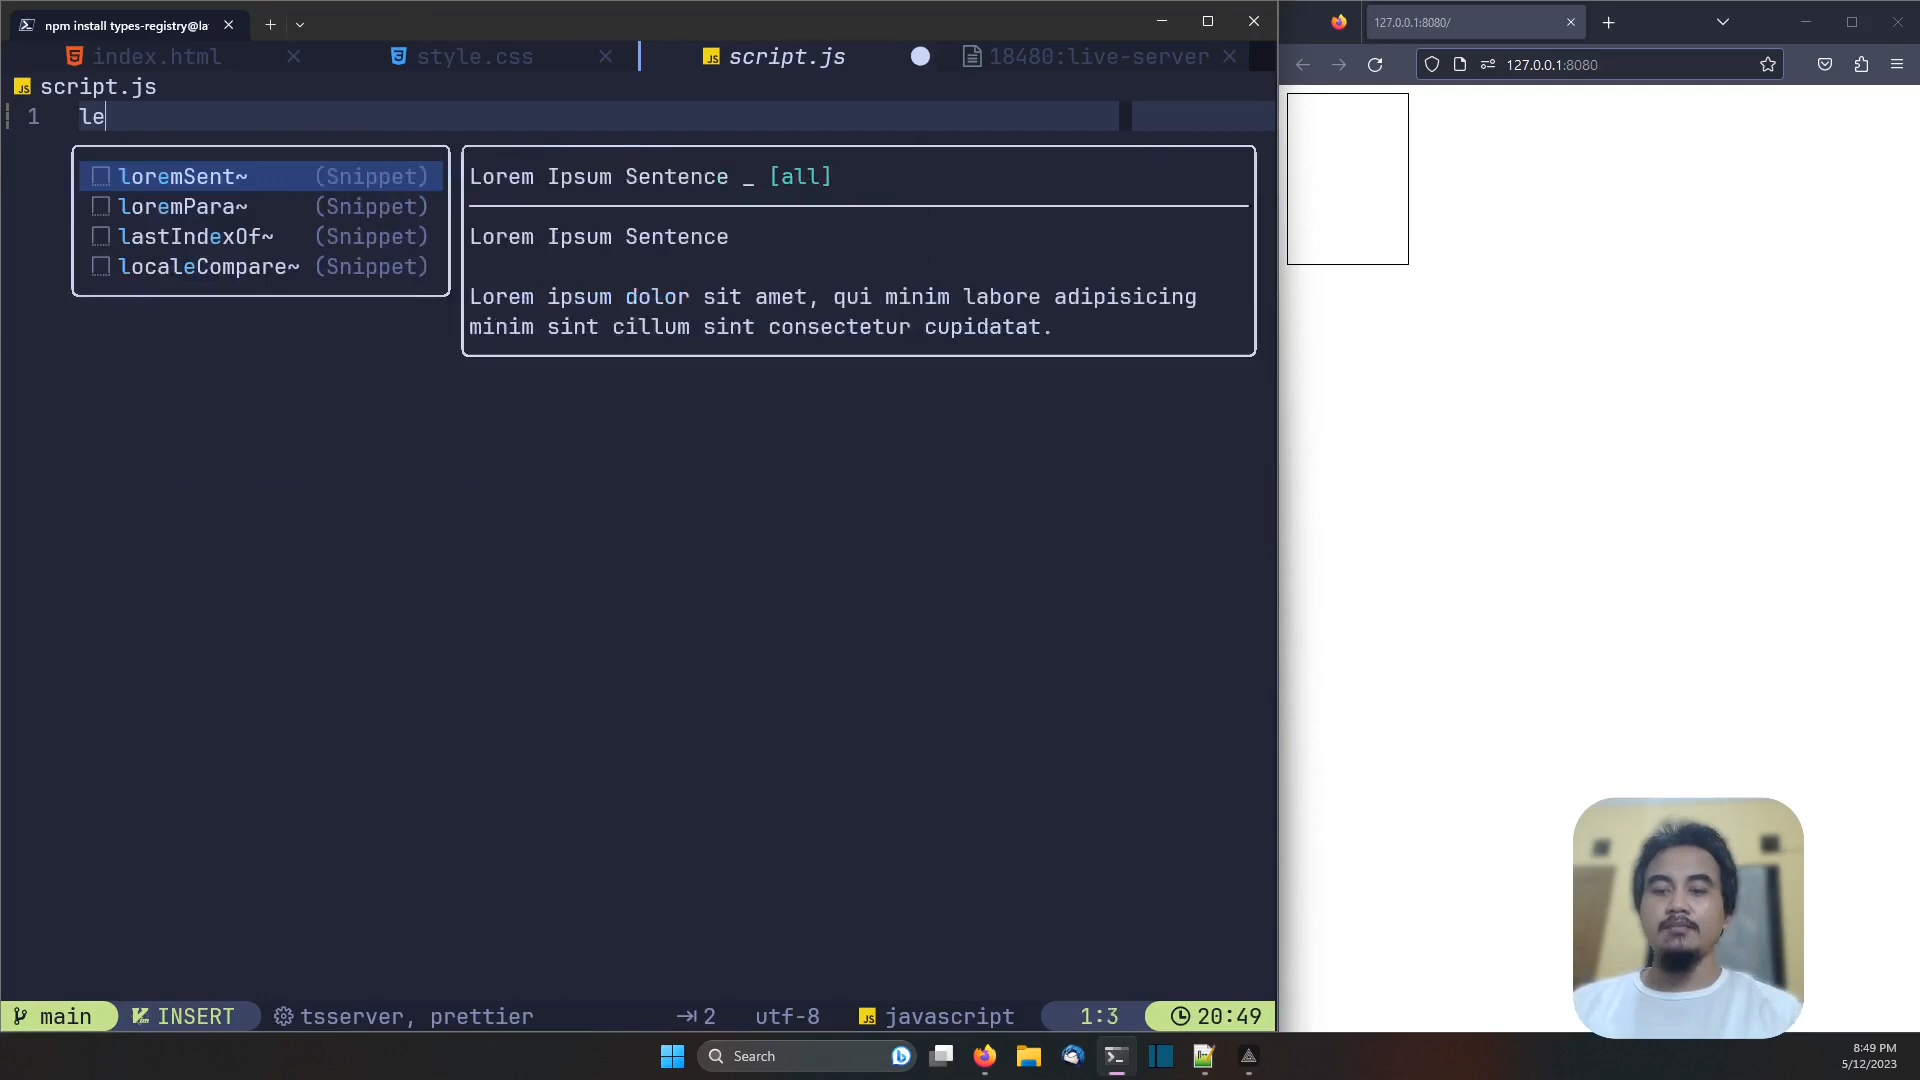 npm install types-registry@la
127.0.0.1:8080/
index.html
style.css
script.js
18480:live-server
127.0.0.1:8080
script.js
1 le
loremSent~ (Snippet)
loremPara~ (Snippet)
lastIndexOf~ (Snippet)
localeCompare~ (Snippet)
Lorem Ipsum Sentence _ [all]
Lorem Ipsum Sentence
Lorem ipsum dolor sit amet, qui minim labore adipisicing
minim sint cillum sint consectetur cupidatat.
main INSERT tsserver, prettier 2 utf-8 javascript 1:3 20:49
Search
8:49 PM
5/12/2023